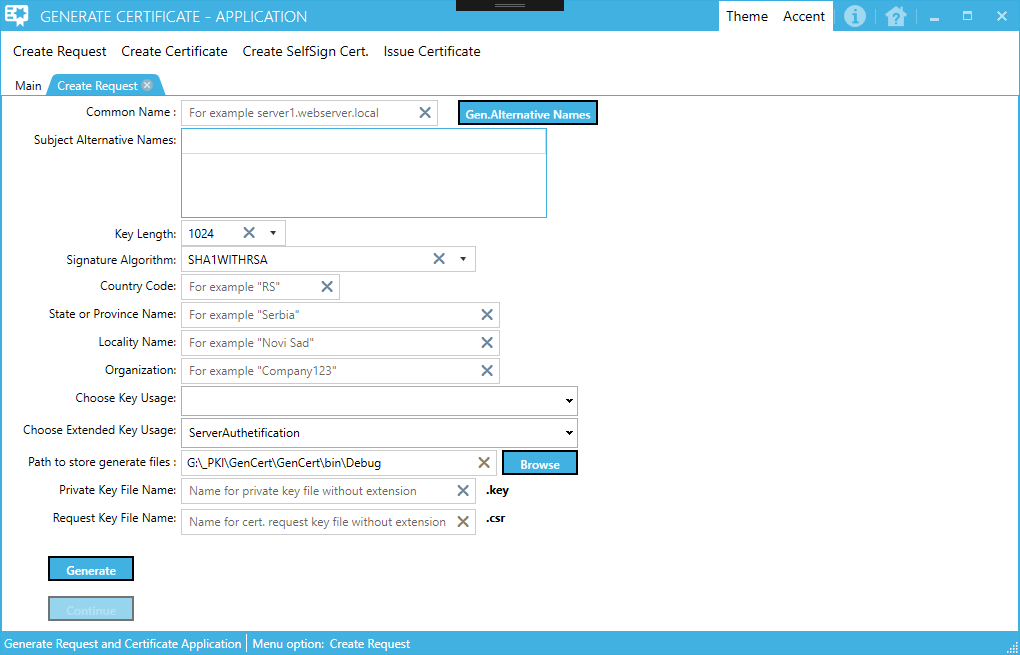 GENERATE CERTIFICATE - APPLICATION Theme Accent
Create Request Create Certificate Create SelfSign Cert. Issue Certificate
Main Create Request
Common Name : For example server1.webserver.local Gen.Alternative Names
Subject Alternative Names:
Key Length: 1024
Signature Algorithm: SHA1WITHRSA
Country Code: For example "RS"
State or Province Name: For example "Serbia"
Locality Name: For example "Novi Sad"
Organization: For example "Company123"
Choose Key Usage:
Choose Extended Key Usage: ServerAuthetification
Path to store generate files : G:\_PKI\GenCert\GenCert\bin\Debug Browse
Private Key File Name: Name for private key file without extension .key
Request Key File Name: Name for cert. request key file without extension .csr
Generate
Continue
Generate Request and Certificate Application Menu option: Create Request